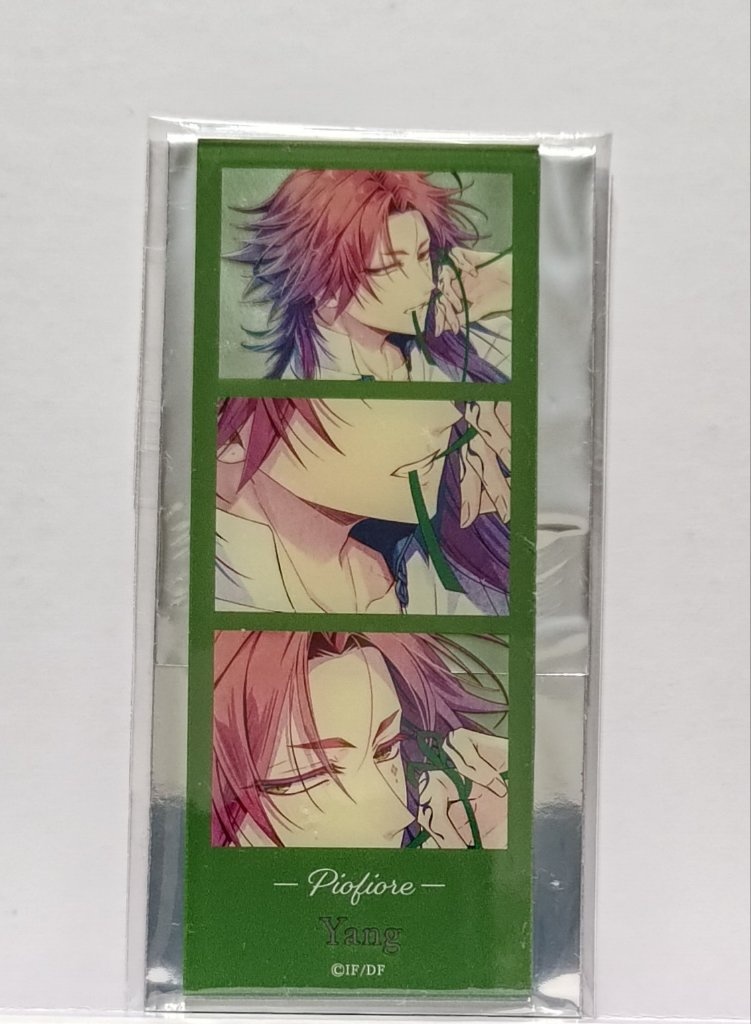 — Piofiore —
Yang
©IF/DF